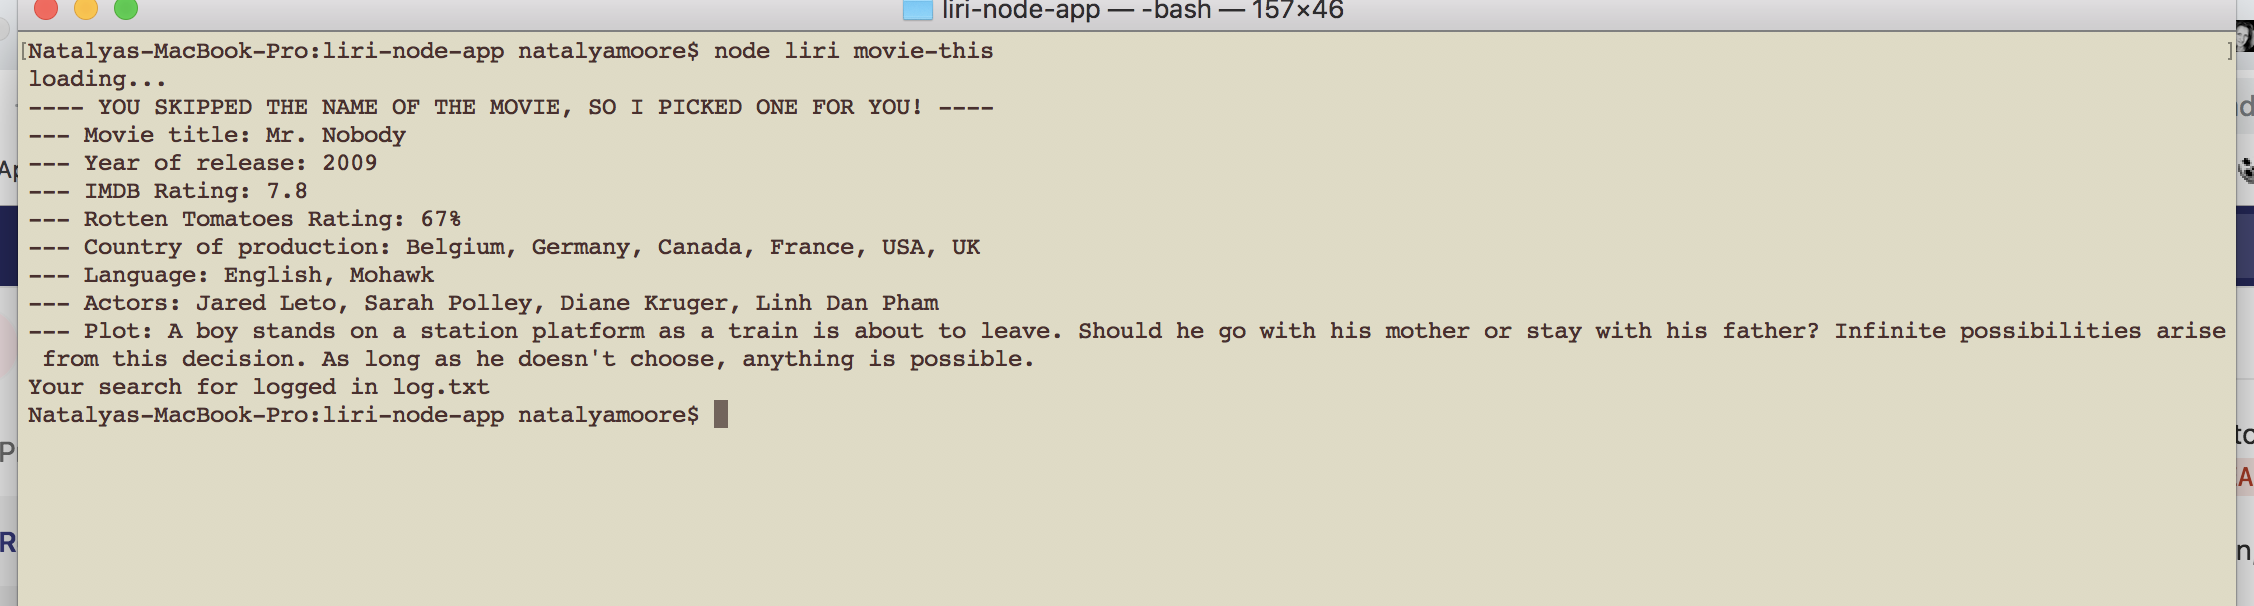 liri-node-app — -bash — 157×46
[Natalyas-MacBook-Pro:liri-node-app natalyamoore$ node liri movie-this ]
loading...
---- YOU SKIPPED THE NAME OF THE MOVIE, SO I PICKED ONE FOR YOU! ----
--- Movie title: Mr. Nobody
--- Year of release: 2009
--- IMDB Rating: 7.8
--- Rotten Tomatoes Rating: 67%
--- Country of production: Belgium, Germany, Canada, France, USA, UK
--- Language: English, Mohawk
--- Actors: Jared Leto, Sarah Polley, Diane Kruger, Linh Dan Pham
--- Plot: A boy stands on a station platform as a train is about to leave. Should he go with his mother or stay with his father? Infinite possibilities arise
from this decision. As long as he doesn't choose, anything is possible.
Your search for logged in log.txt
Natalyas-MacBook-Pro:liri-node-app natalyamoore$